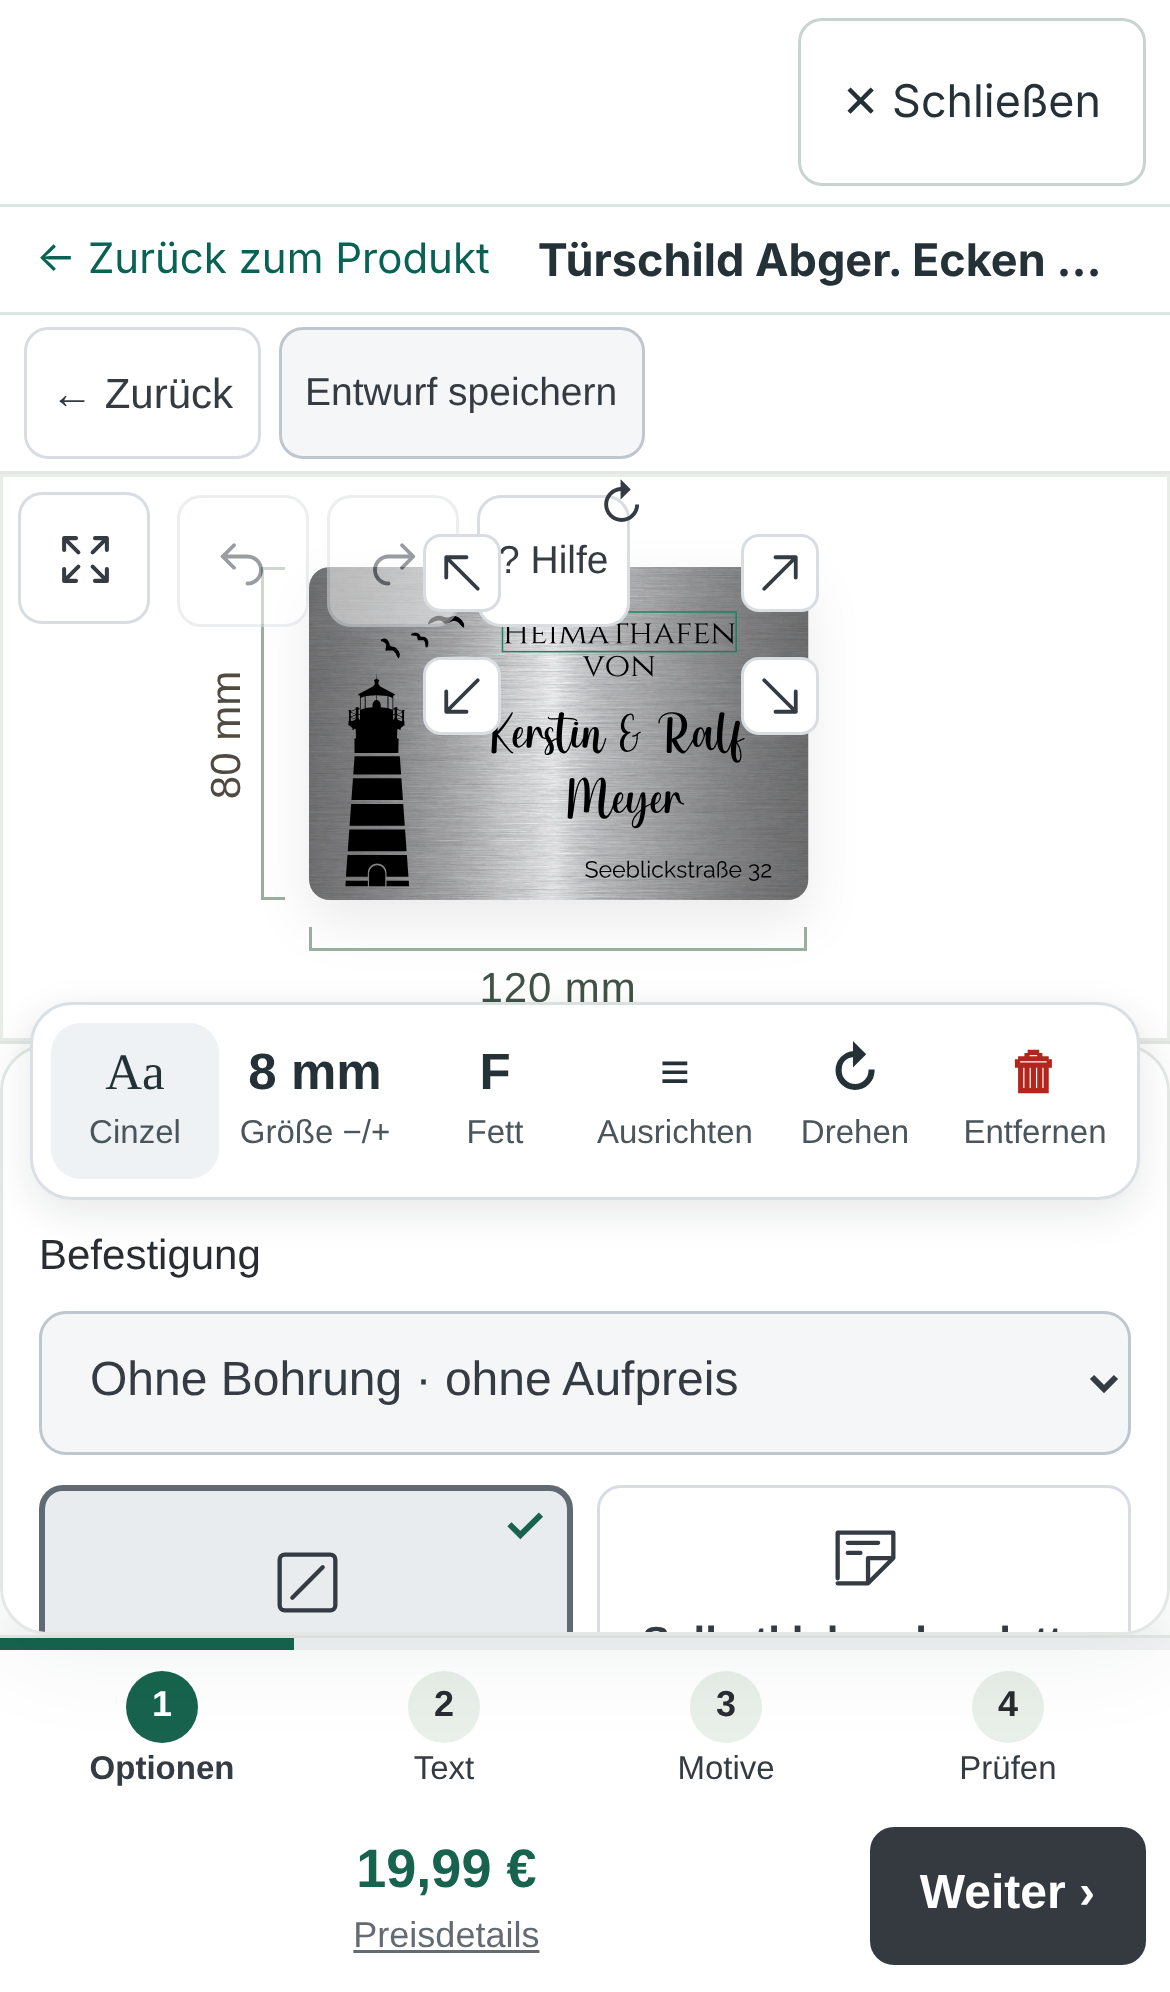 ✕ Schließen
← Zurück zum Produkt
Türschild Abger. Ecken ...
← Zurück
Entwurf speichern
? Hilfe
HEIMATHAFEN
VON
Kerstin & Ralf
Meyer
Seeblickstraße 32
80 mm
120 mm
Aa
Cinzel
8 mm
Größe −/+
F
Fett
≡
Ausrichten
Drehen
Entfernen
Befestigung
Ohne Bohrung · ohne Aufpreis
1
Optionen
2
Text
3
Motive
4
Prüfen
19,99 €
Preisdetails
Weiter ›